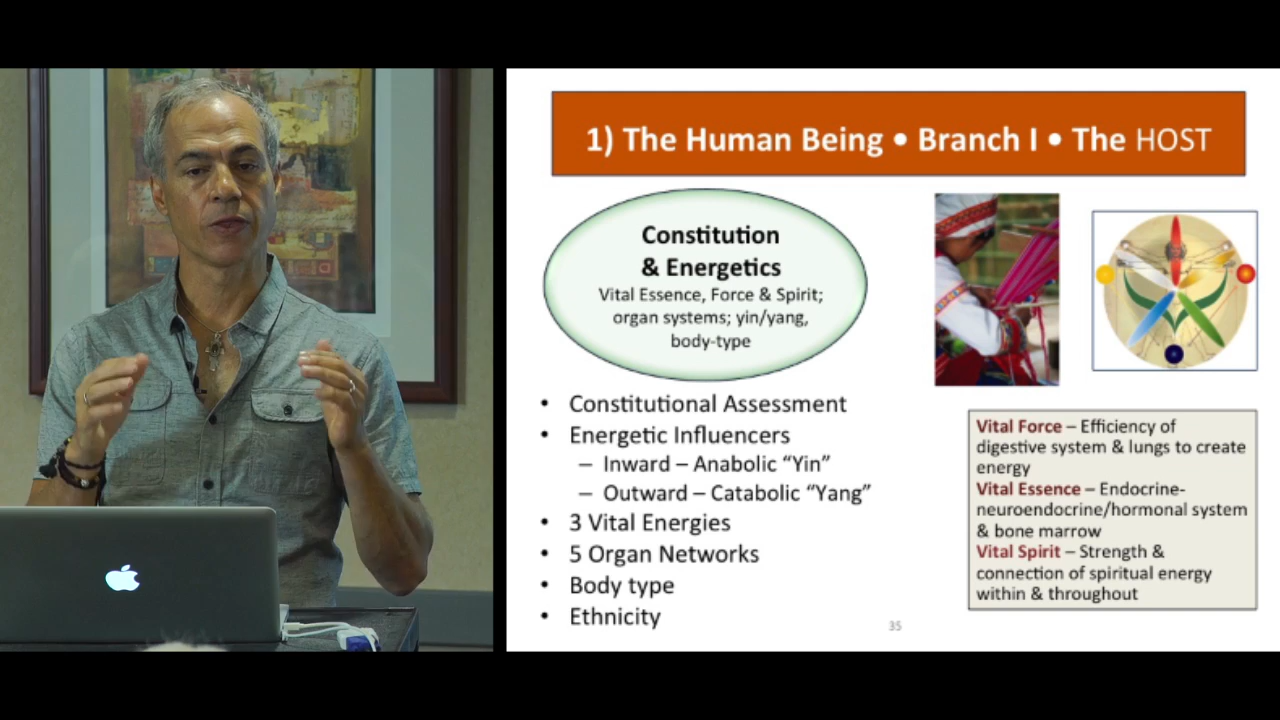 1) The Human Being • Branch I • The HOST
Constitution
& Energetics
Vital Essence, Force & Spirit;
organ systems; yin/yang,
body-type
• Constitutional Assessment
• Energetic Influencers
– Inward – Anabolic “Yin”
– Outward – Catabolic “Yang”
• 3 Vital Energies
• 5 Organ Networks
• Body type
• Ethnicity
Vital Force – Efficiency of
digestive system & lungs to create
energy
Vital Essence – Endocrine-
neuroendocrine/hormonal system
& bone marrow
Vital Spirit – Strength &
connection of spiritual energy
within & throughout
35